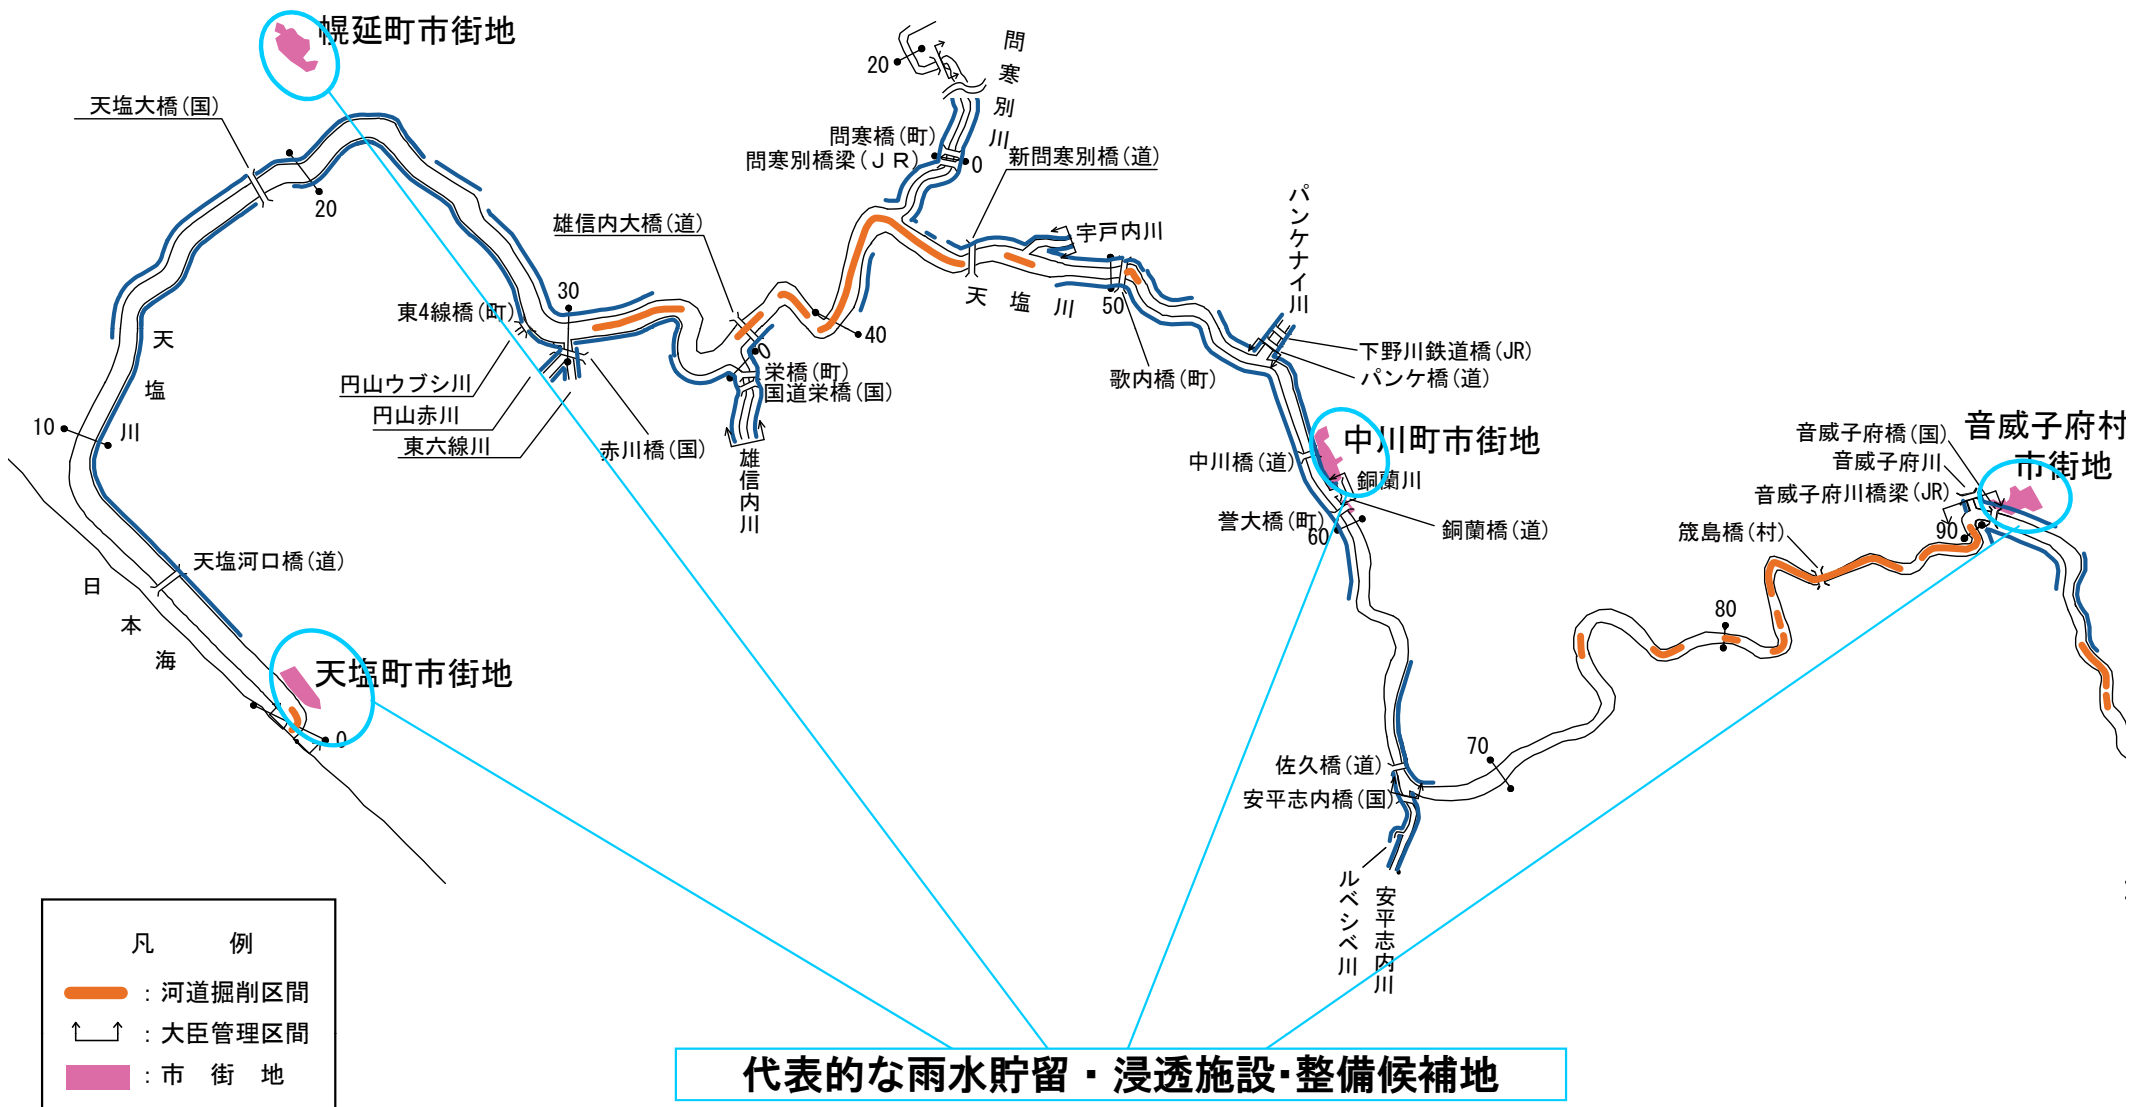 幌延町市街地
天塩大橋(国)
20
天塩川
10
天塩河口橋(道)
日本海
天塩町市街地
0
東4線橋(町)
30
円山ウブシ川
円山赤川
東六線川
赤川橋(国)
雄信内大橋(道)
0
栄橋(町)
国道栄橋(国)
雄信内川
40
20
問寒別川
問寒橋(町)
問寒別橋梁(JR)
0
新問寒別橋(道)
宇戸内川
天塩川
50
歌内橋(町)
パンケナイ川
下野川鉄道橋(JR)
パンケ橋(道)
中川町市街地
中川橋(道)
銅蘭川
誉大橋(町)
60
銅蘭橋(道)
佐久橋(道)
安平志内橋(国)
ルベシベ川
安平志内川
70
80
筬島橋(村)
90
音威子府橋(国)
音威子府川
音威子府川橋梁(JR)
音威子府村
市街地
凡 例
:河道掘削区間
:大臣管理区間
:市 街 地
代表的な雨水貯留・浸透施設・整備候補地